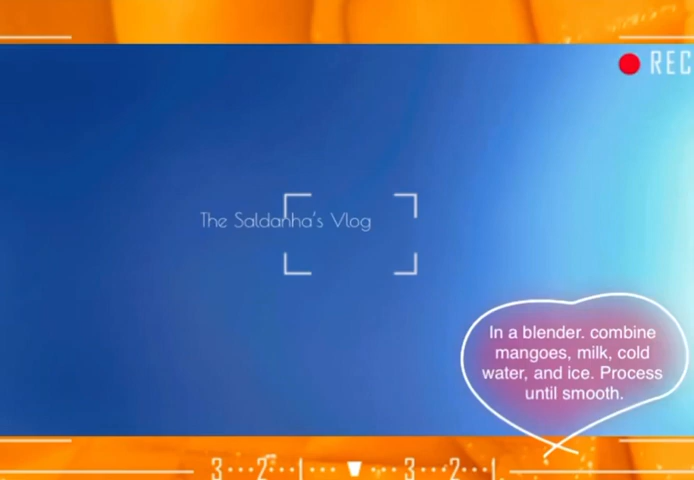 REC
The Saldanha's Vlog
In a blender. combine
mangoes, milk, cold
water, and ice. Process
until smooth.
3 2 1 3 2 1